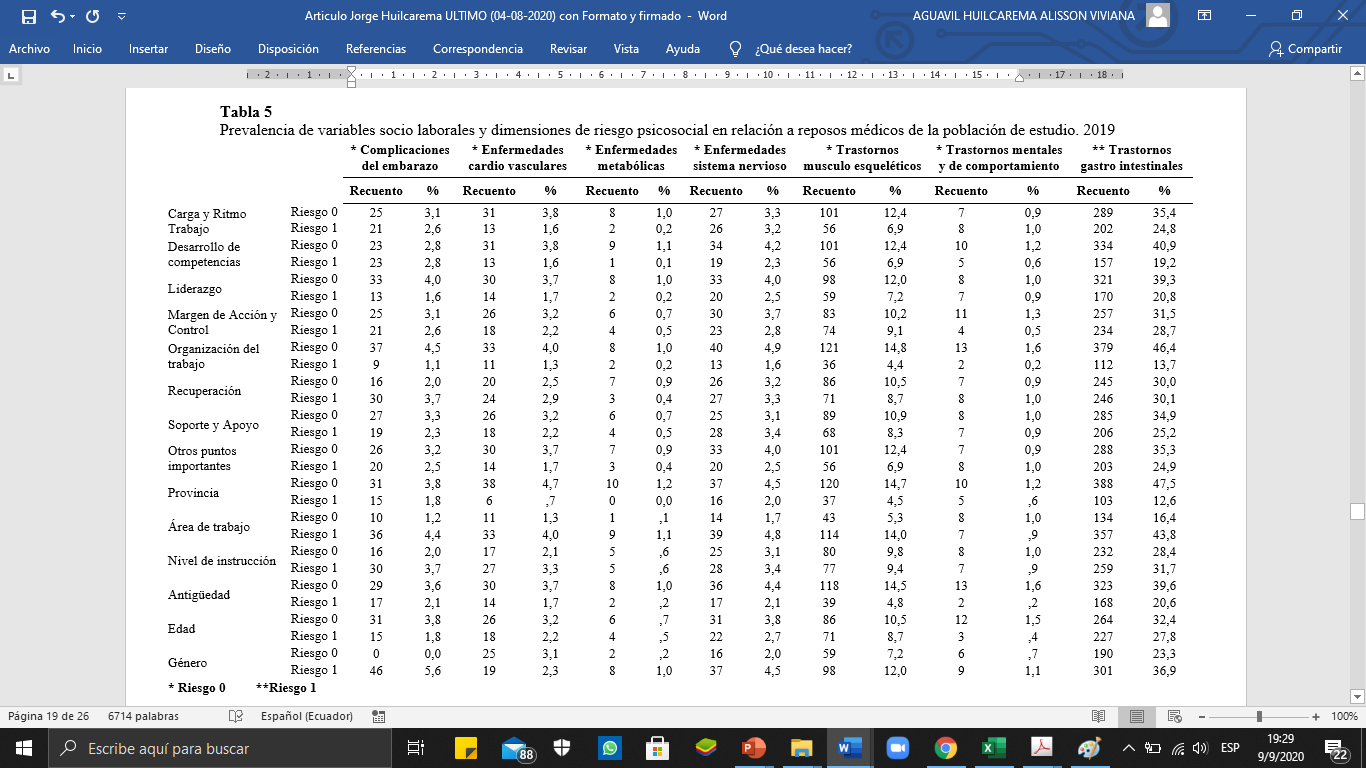 Articulo Jorge Huilcarema ULTIMO (04-08-2020) con Formato y firmado - Word
AGUAVIL HUILCAREMA ALISSON VIVIANA
Archivo Inicio Insertar Diseño Disposición Referencias Correspondencia Revisar Vista Ayuda ¿Qué desea hacer? Compartir
2 1 1 2 3 4 5 6 7 8 9 10 11 12 13 14 15 17 18
Tabla 5
Prevalencia de variables socio laborales y dimensiones de riesgo psicosocial en relación a reposos médicos de la población de estudio. 2019
* Complicaciones del embarazo * Enfermedades cardio vasculares * Enfermedades metabólicas * Enfermedades sistema nervioso * Trastornos musculo esqueléticos * Trastornos mentales y de comportamiento ** Trastornos gastro intestinales
Recuento % Recuento % Recuento % Recuento % Recuento % Recuento % Recuento %
Carga y Ritmo Trabajo
Riesgo 0 25 3,1 31 3,8 8 1,0 27 3,3 101 12,4 7 0,9 289 35,4
Riesgo 1 21 2,6 13 1,6 2 0,2 26 3,2 56 6,9 8 1,0 202 24,8
Desarrollo de competencias
Riesgo 0 23 2,8 31 3,8 9 1,1 34 4,2 101 12,4 10 1,2 334 40,9
Riesgo 1 23 2,8 13 1,6 1 0,1 19 2,3 56 6,9 5 0,6 157 19,2
Liderazgo
Riesgo 0 33 4,0 30 3,7 8 1,0 33 4,0 98 12,0 8 1,0 321 39,3
Riesgo 1 13 1,6 14 1,7 2 0,2 20 2,5 59 7,2 7 0,9 170 20,8
Margen de Acción y Control
Riesgo 0 25 3,1 26 3,2 6 0,7 30 3,7 83 10,2 11 1,3 257 31,5
Riesgo 1 21 2,6 18 2,2 4 0,5 23 2,8 74 9,1 4 0,5 234 28,7
Organización del trabajo
Riesgo 0 37 4,5 33 4,0 8 1,0 40 4,9 121 14,8 13 1,6 379 46,4
Riesgo 1 9 1,1 11 1,3 2 0,2 13 1,6 36 4,4 2 0,2 112 13,7
Recuperación
Riesgo 0 16 2,0 20 2,5 7 0,9 26 3,2 86 10,5 7 0,9 245 30,0
Riesgo 1 30 3,7 24 2,9 3 0,4 27 3,3 71 8,7 8 1,0 246 30,1
Soporte y Apoyo
Riesgo 0 27 3,3 26 3,2 6 0,7 25 3,1 89 10,9 8 1,0 285 34,9
Riesgo 1 19 2,3 18 2,2 4 0,5 28 3,4 68 8,3 7 0,9 206 25,2
Otros puntos importantes
Riesgo 0 26 3,2 30 3,7 7 0,9 33 4,0 101 12,4 7 0,9 288 35,3
Riesgo 1 20 2,5 14 1,7 3 0,4 20 2,5 56 6,9 8 1,0 203 24,9
Provincia
Riesgo 0 31 3,8 38 4,7 10 1,2 37 4,5 120 14,7 10 1,2 388 47,5
Riesgo 1 15 1,8 6 ,7 0 0,0 16 2,0 37 4,5 5 ,6 103 12,6
Área de trabajo
Riesgo 0 10 1,2 11 1,3 1 ,1 14 1,7 43 5,3 8 1,0 134 16,4
Riesgo 1 36 4,4 33 4,0 9 1,1 39 4,8 114 14,0 7 ,9 357 43,8
Nivel de instrucción
Riesgo 0 16 2,0 17 2,1 5 ,6 25 3,1 80 9,8 8 1,0 232 28,4
Riesgo 1 30 3,7 27 3,3 5 ,6 28 3,4 77 9,4 7 ,9 259 31,7
Antigüedad
Riesgo 0 29 3,6 30 3,7 8 1,0 36 4,4 118 14,5 13 1,6 323 39,6
Riesgo 1 17 2,1 14 1,7 2 ,2 17 2,1 39 4,8 2 ,2 168 20,6
Edad
Riesgo 0 31 3,8 26 3,2 6 ,7 31 3,8 86 10,5 12 1,5 264 32,4
Riesgo 1 15 1,8 18 2,2 4 ,5 22 2,7 71 8,7 3 ,4 227 27,8
Género
Riesgo 0 0 0,0 25 3,1 2 ,2 16 2,0 59 7,2 6 ,7 190 23,3
Riesgo 1 46 5,6 19 2,3 8 1,0 37 4,5 98 12,0 9 1,1 301 36,9
* Riesgo 0 **Riesgo 1
Página 19 de 26 6714 palabras Español (Ecuador) 100%
Escribe aquí para buscar 88 ESP 19:29
9/9/2020 22